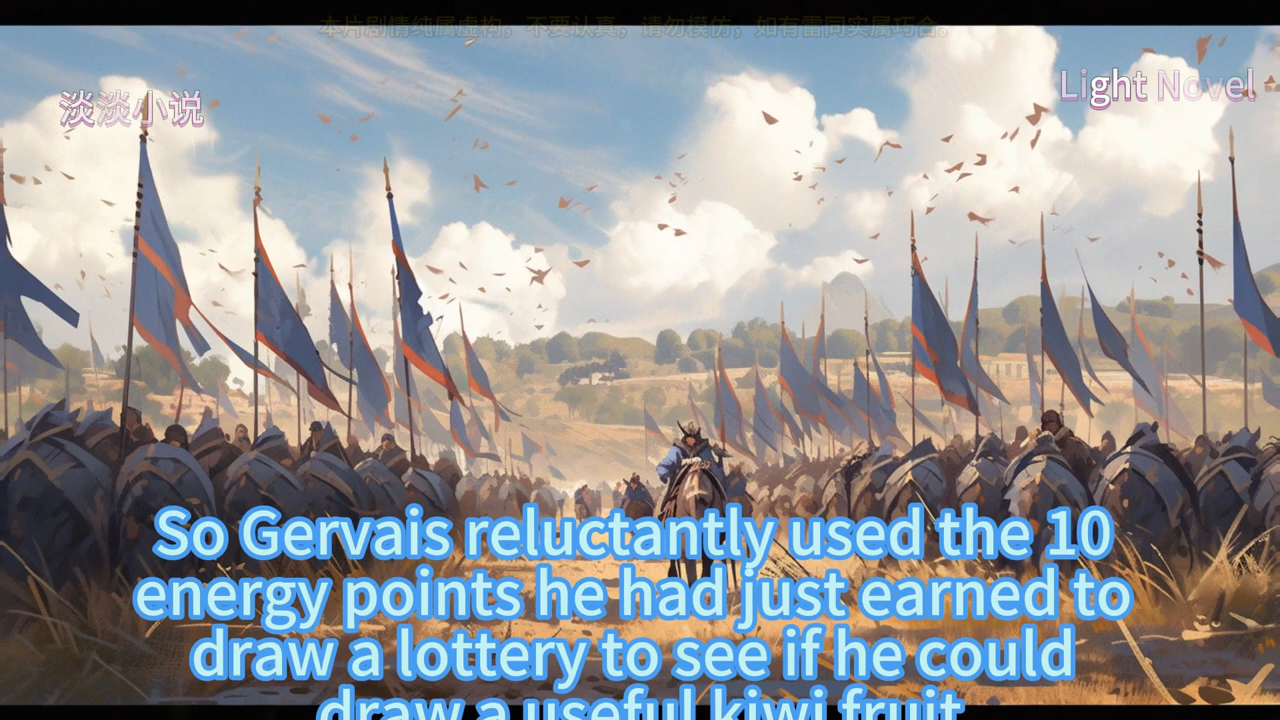 本片剧情纯属虚构，不要认真，请勿模仿，如有雷同实属巧合。
淡淡小说
Light Novel
So Gervais reluctantly used the 10
energy points he had just earned to
draw a lottery to see if he could
draw a useful kiwi fruit